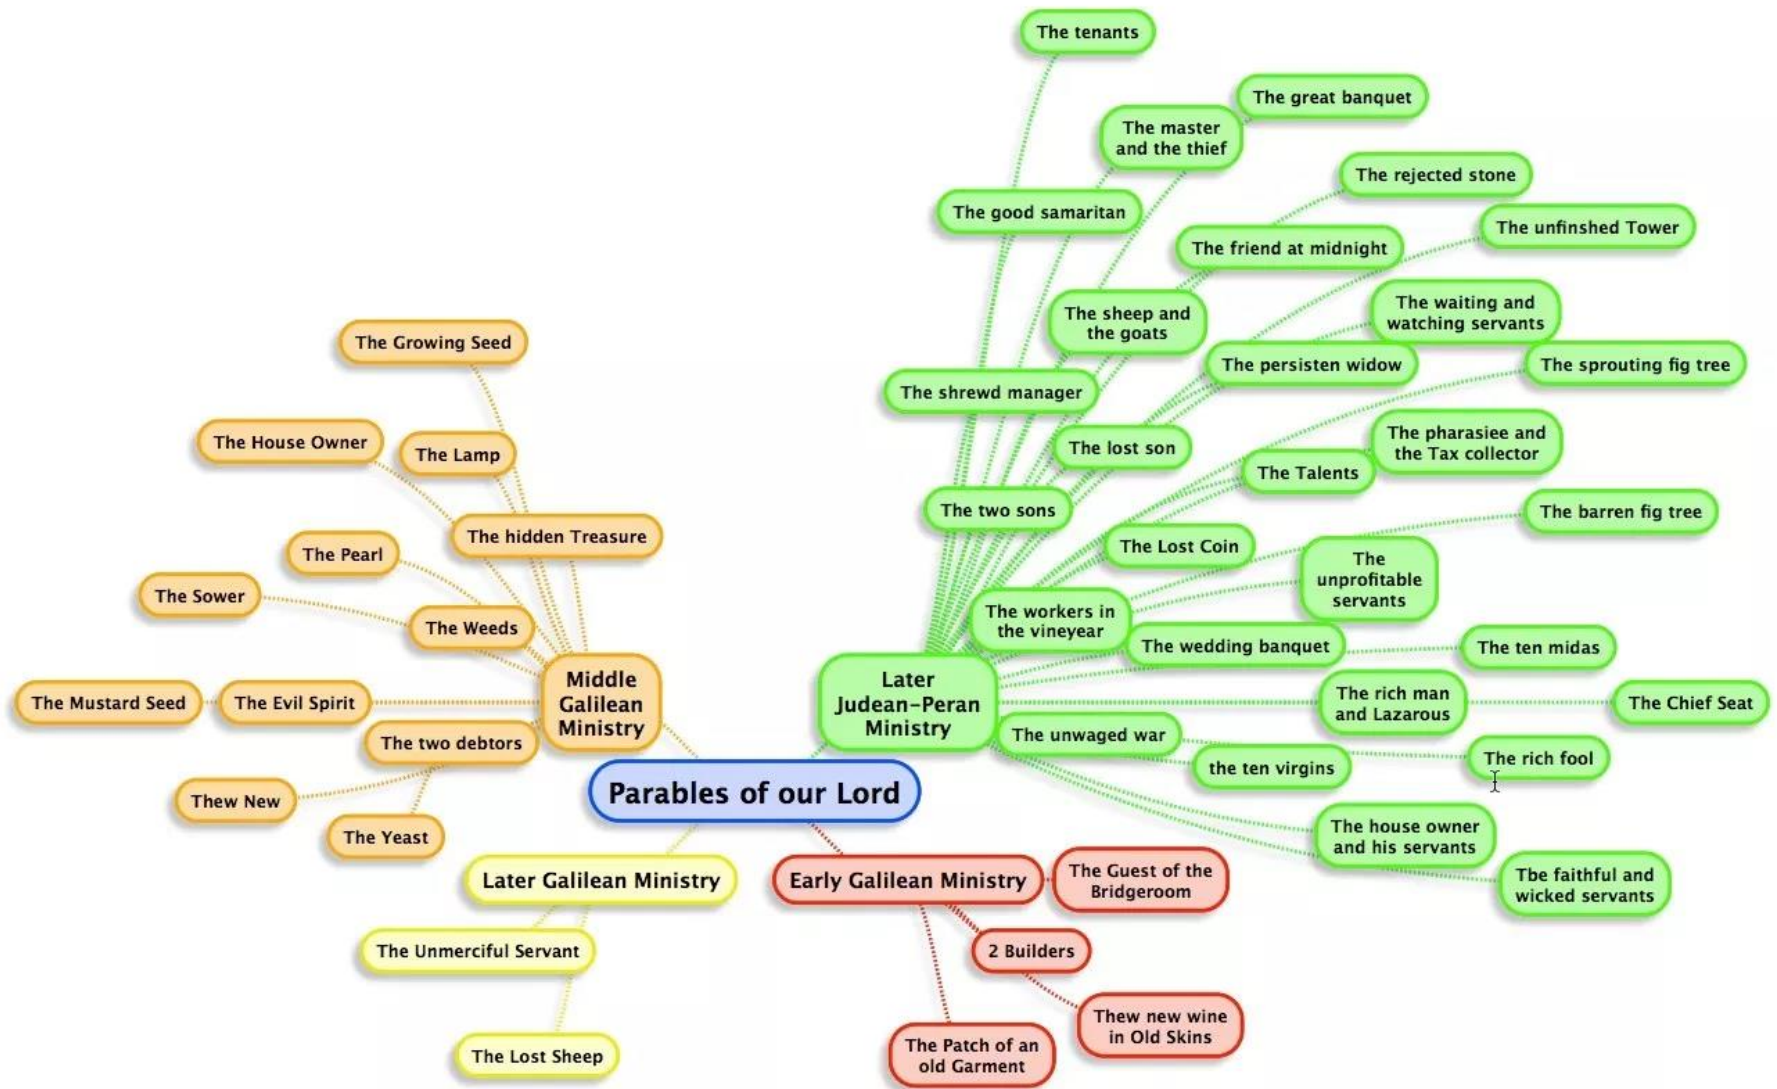 The tenants
The great banquet
The master
and the thief
The rejected stone
The good samaritan
The unfinshed Tower
The friend at midnight
The waiting and
watching servants
The sheep and
the goats
The Growing Seed
The persisten widow
The sprouting fig tree
The shrewd manager
The House Owner
The Lamp
The lost son
The pharasiee and
the Tax collector
The Talents
The two sons
The barren fig tree
The hidden Treasure
The Pearl
The Lost Coin
The
unprofitable
servants
The Sower
The Weeds
The workers in
the vineyear
The wedding banquet
The ten midas
Middle
Galilean
Ministry
Later
Judean-Peran
Ministry
The Mustard Seed
The Evil Spirit
The rich man
and Lazarous
The Chief Seat
The two debtors
The unwaged war
the ten virgins
The rich fool
Thew New
Parables of our Lord
The Yeast
The house owner
and his servants
Later Galilean Ministry
Early Galilean Ministry
The Guest of the
Bridgeroom
Tbe faithful and
wicked servants
The Unmerciful Servant
2 Builders
Thew new wine
in Old Skins
The Lost Sheep
The Patch of an
old Garment